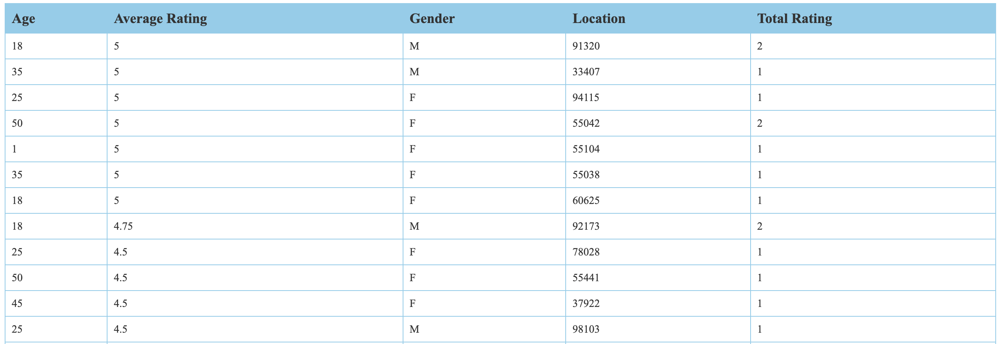 Age Average Rating Gender Location Total Rating
18 5 M 91320 2
35 5 M 33407 1
25 5 F 94115 1
50 5 F 55042 2
1 5 F 55104 1
35 5 F 55038 1
18 5 F 60625 1
18 4.75 M 92173 2
25 4.5 F 78028 1
50 4.5 F 55441 1
45 4.5 F 37922 1
25 4.5 M 98103 1